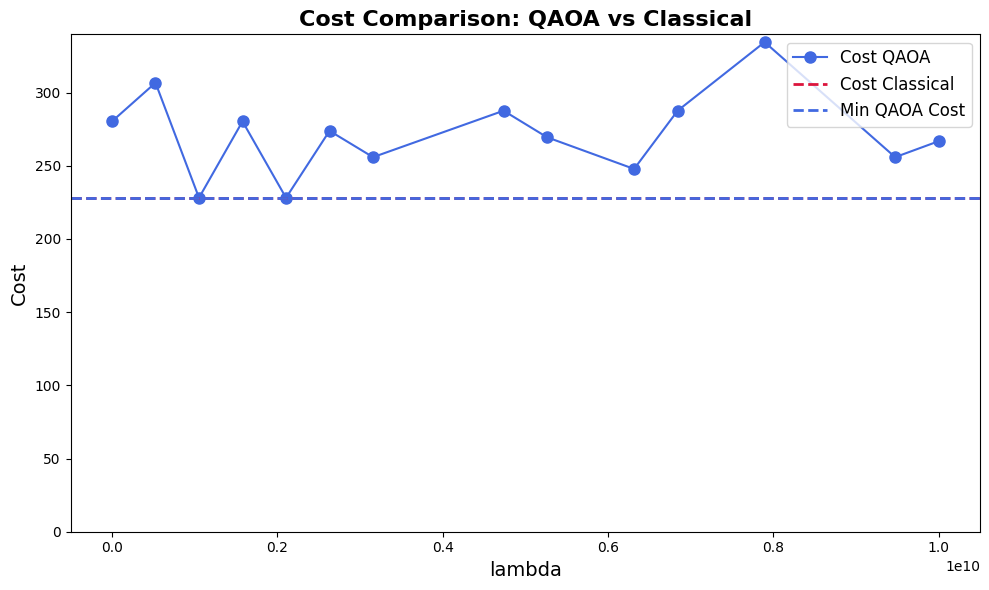 Cost Comparison: QAOA vs Classical
Cost QAOA
Cost Classical
Min QAOA Cost
Cost
300
250
200
150
100
50
0
0.0 0.2 0.4 0.6 0.8 1.0
1e10
lambda